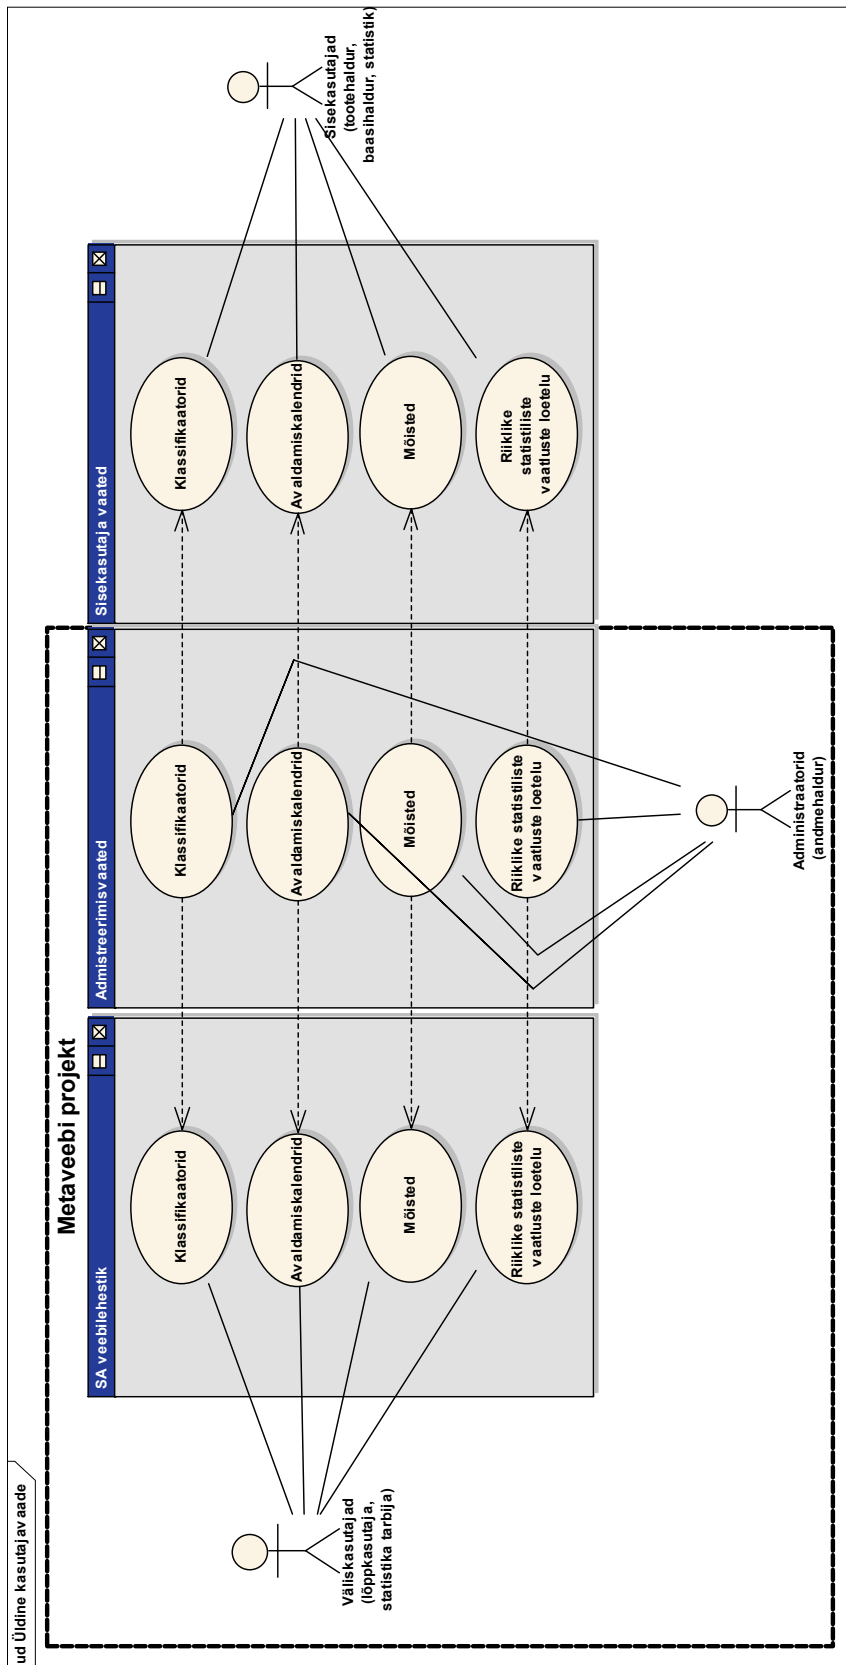 ud Üldine kasutajavaade
Metaveebi projekt
SA veebilehestik
Klassifikaatorid
Avaldamiskalendrid
Mõisted
Riiklike statistiliste
vaatluste loetelu
Admistreerimisvaated
Klassifikaatorid
Avaldamiskalendrid
Mõisted
Riiklike statistiliste
vaatluste loetelu
Sisekasutaja vaated
Klassifikaatorid
Avaldamiskalendrid
Mõisted
Riiklike
statistiliste
vaatluste loetelu
Väliskasutajad
(lõppkasutaja,
statistika tarbija)
Administraatorid
(andmehaldur)
Sisekasutajad
(tootehaldur,
baasihaldur, statistik)